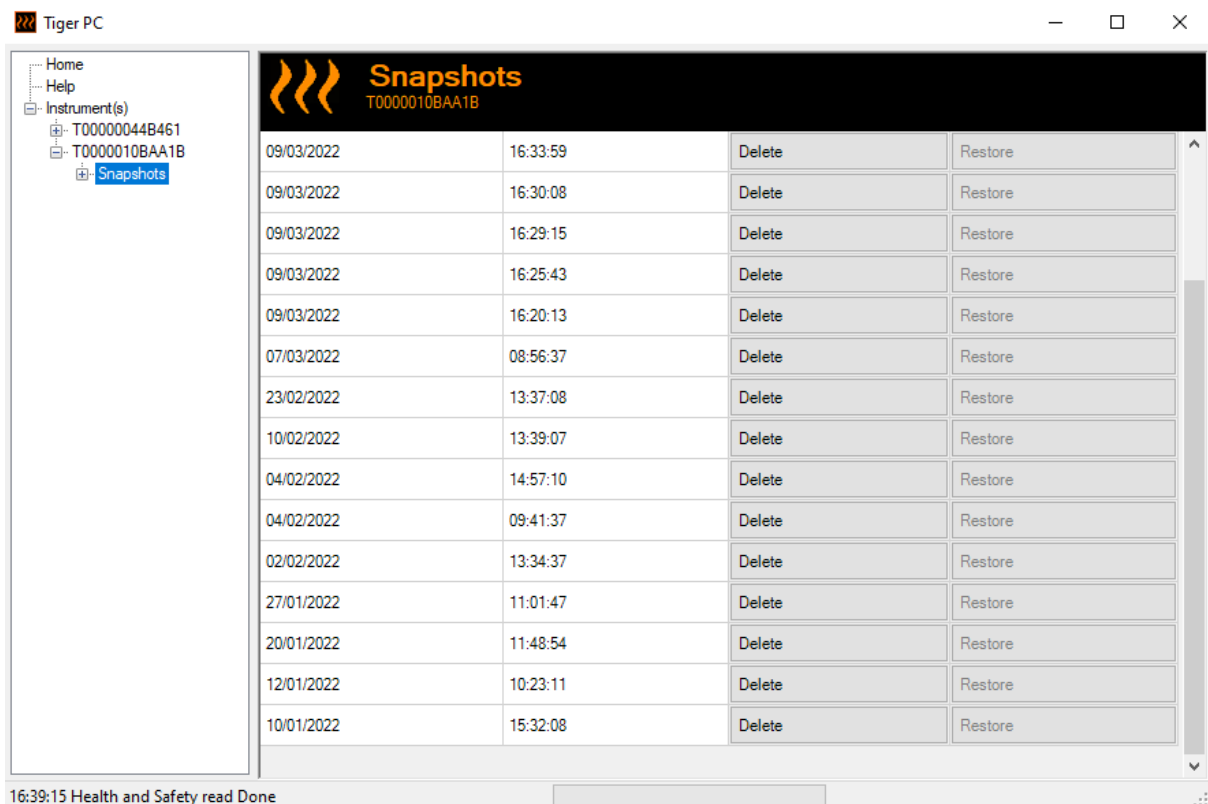 Tiger PC
Home
Help
Instrument(s)
T00000044B461
T0000010BAA1B
Snapshots
Snapshots
T0000010BAA1B
09/03/2022 16:33:59 Delete Restore
09/03/2022 16:30:08 Delete Restore
09/03/2022 16:29:15 Delete Restore
09/03/2022 16:25:43 Delete Restore
09/03/2022 16:20:13 Delete Restore
07/03/2022 08:56:37 Delete Restore
23/02/2022 13:37:08 Delete Restore
10/02/2022 13:39:07 Delete Restore
04/02/2022 14:57:10 Delete Restore
04/02/2022 09:41:37 Delete Restore
02/02/2022 13:34:37 Delete Restore
27/01/2022 11:01:47 Delete Restore
20/01/2022 11:48:54 Delete Restore
12/01/2022 10:23:11 Delete Restore
10/01/2022 15:32:08 Delete Restore
16:39:15 Health and Safety read Done